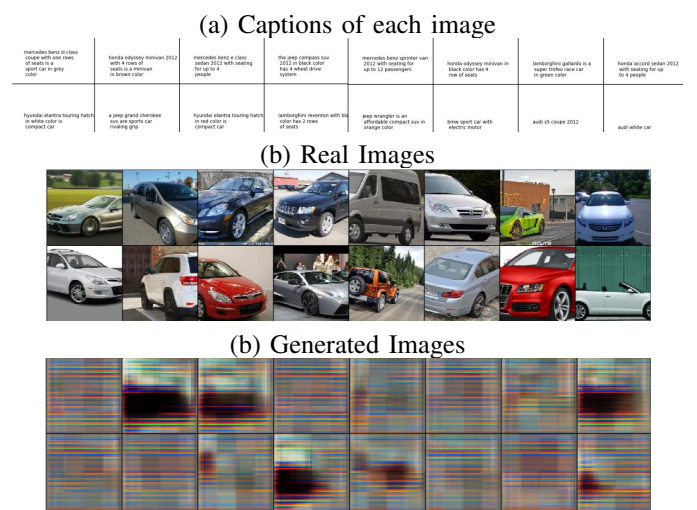 (a) Captions of each image
mercedes benz sl class
coupe with one rows
of seats is a
sport car in grey
color
honda odyssey minivan 2012
with 4 rows of
seats is a minivan
in brown color
mercedes benz e class
sedan 2012 with seating
for up to 4
people
the jeep compass suv
2012 in black color
has 4 wheel drive
system
mercedes benz sprinter van
2012 with seating for
up to 12 passengers
honda odyssey minivan in
black color has 4
row of seats
lamborghini gallardo is a
super trofeo race car
in green color
honda accord sedan 2012
with seating for up
to 4 people
hyundai elantra touring hatch
in white color is
compact car
a jeep grand cherokee
suv are sports car
rivaling grip
hyundai elantra touring hatch
in red color is
compact car
lamborghini reventon with bl
color has 2 rows
of seats
jeep wrangler is an
affordable compact suv in
orange color
bmw sport car with
electric motor
audi s5 coupe 2012
audi white car
(b) Real Images
(b) Generated Images